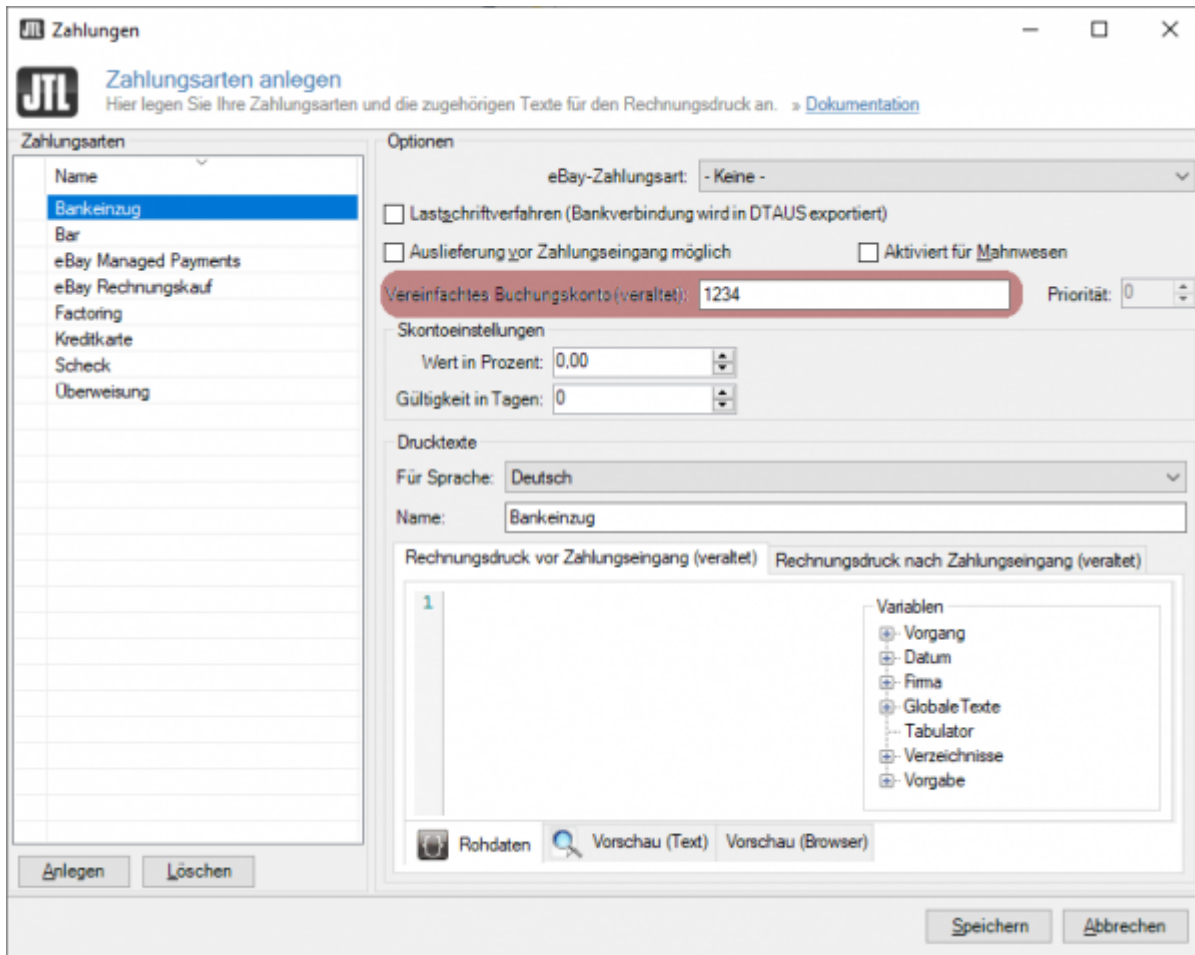 JTL Zahlungen
JTL
Zahlungsarten anlegen
Hier legen Sie Ihre Zahlungsarten und die zugehörigen Texte für den Rechnungsdruck an. » Dokumentation
Zahlungsarten
Name
Bankeinzug
Bar
eBay Managed Payments
eBay Rechnungskauf
Factoring
Kreditkarte
Scheck
Überweisung
Anlegen Löschen
Optionen
eBay-Zahlungsart: - Keine -
Lastschriftverfahren (Bankverbindung wird in DTAUS exportiert)
Auslieferung vor Zahlungseingang möglich Aktiviert für Mahnwesen
Vereinfachtes Buchungskonto (veraltet): 1234 Priorität: 0
Skontoeinstellungen
Wert in Prozent: 0,00
Gültigkeit in Tagen: 0
Drucktexte
Für Sprache: Deutsch
Name: Bankeinzug
Rechnungsdruck vor Zahlungseingang (veraltet) Rechnungsdruck nach Zahlungseingang (veraltet)
1
Variablen
Vorgang
Datum
Firma
Globale Texte
Tabulator
Verzeichnisse
Vorgabe
Rohdaten Vorschau (Text) Vorschau (Browser)
Speichern Abbrechen